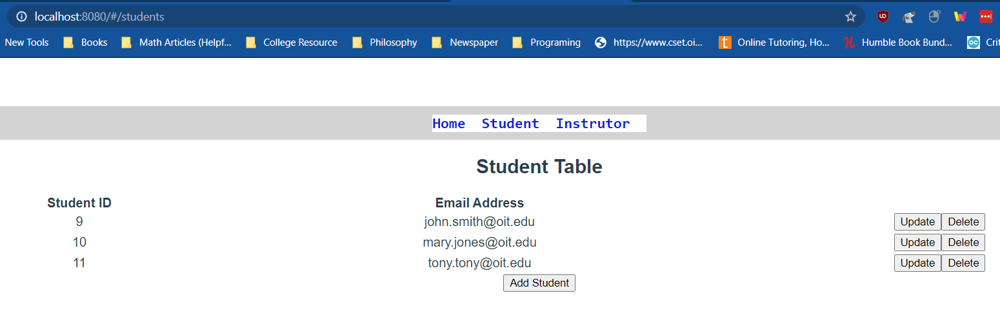 localhost:8080/#/students
New Tools Books Math Articles (Helpf... College Resource Philosophy Newspaper Programing https://www.cset.oi... Online Tutoring, Ho... Humble Book Bund... Crit
Home Student Instrutor
Student Table
Student ID Email Address
9 john.smith@oit.edu Update Delete
10 mary.jones@oit.edu Update Delete
11 tony.tony@oit.edu Update Delete
Add Student